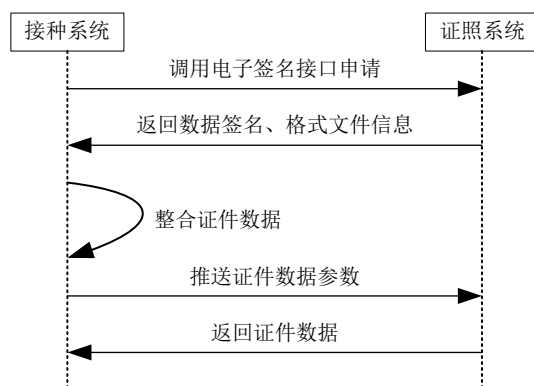 接种系统
证照系统
调用电子签名接口申请
返回数据签名、格式文件信息
整合证件数据
推送证件数据参数
返回证件数据